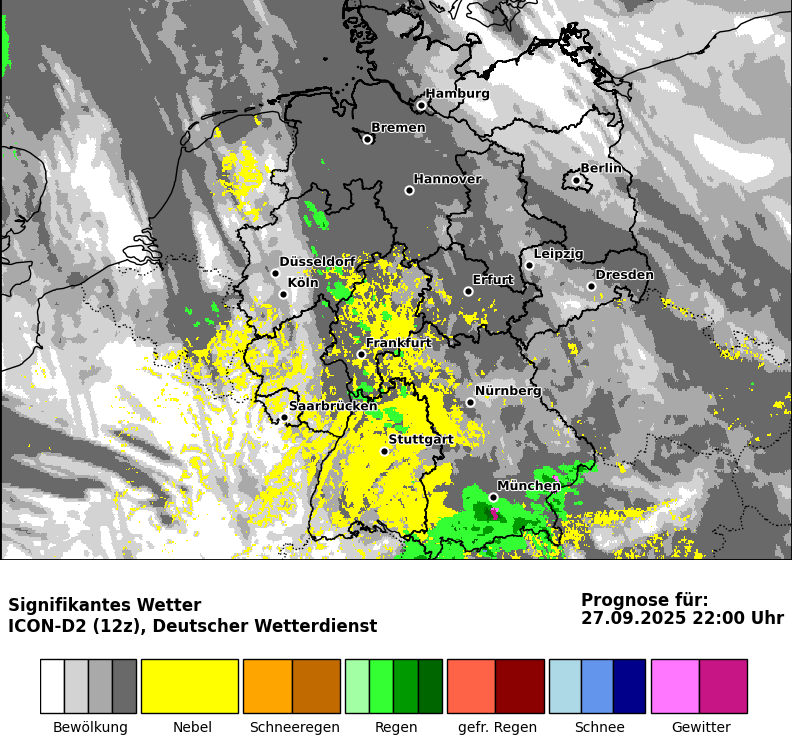 Hamburg
Bremen
Berlin
Hannover
Leipzig
Düsseldorf
Dresden
Köln
Erfurt
Frankfurt
Nürnberg
Saarbrücken
Stuttgart
München
Signifikantes Wetter
ICON-D2 (12z), Deutscher Wetterdienst
Prognose für:
27.09.2025 22:00 Uhr
Bewölkung Nebel Schneeregen Regen gefr. Regen Schnee Gewitter